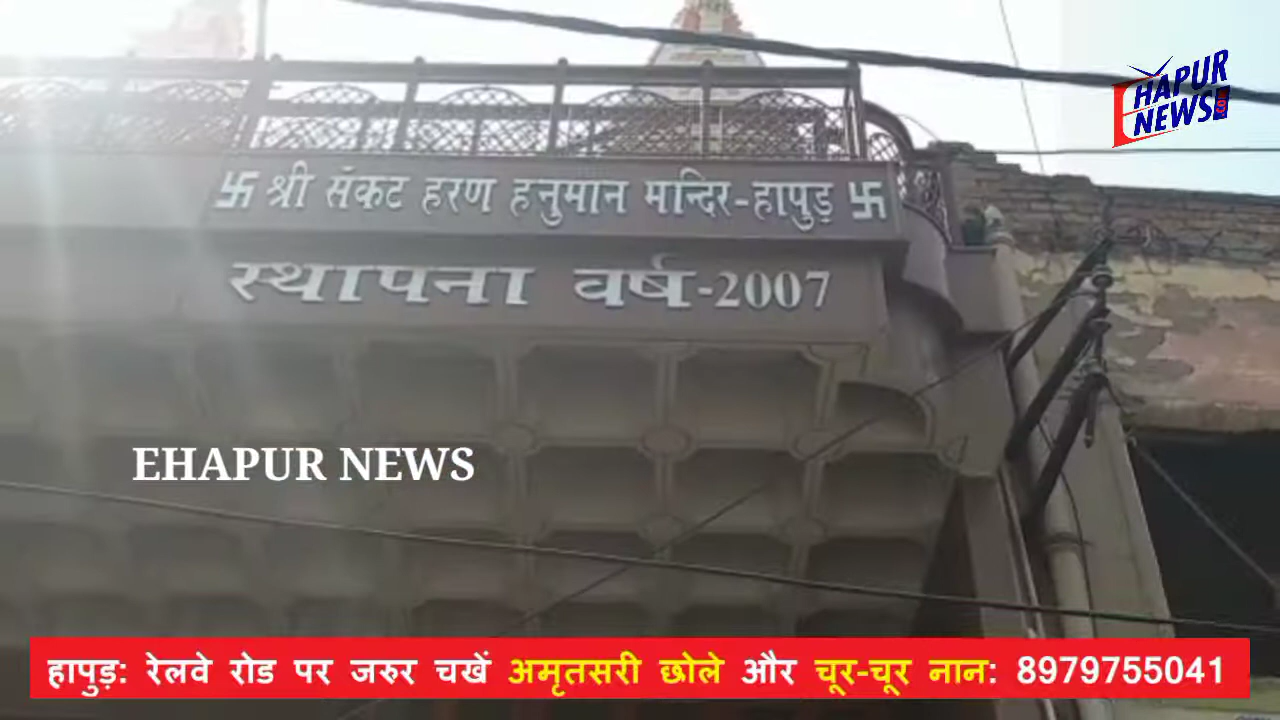 HAPUR
NEWS.COM
卐 श्री संकट हरण हनुमान मन्दिर-हापुड़ 卐
स्थापना वर्ष-2007
EHAPUR NEWS
हापुड़: रेलवे रोड पर जरुर चखें अमृतसरी छोले और चूर-चूर नान: 8979755041